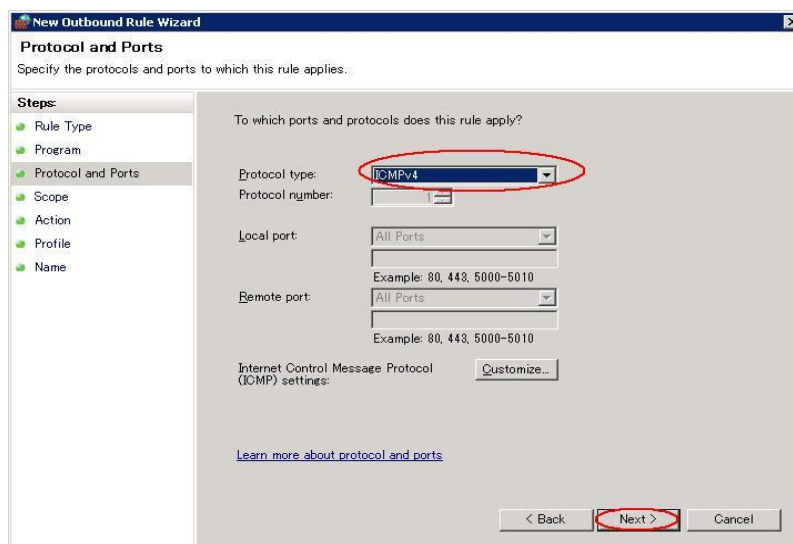 New Outbound Rule Wizard
Protocol and Ports
Specify the protocols and ports to which this rule applies.
Steps:
Rule Type
Program
Protocol and Ports
Scope
Action
Profile
Name
To which ports and protocols does this rule apply?
Protocol type: ICMPv4
Protocol number: 1
Local port: All Ports
Example: 80, 443, 5000-5010
Remote port: All Ports
Example: 80, 443, 5000-5010
Internet Control Message Protocol
(ICMP) settings:
Customize...
Learn more about protocol and ports
< Back Next > Cancel